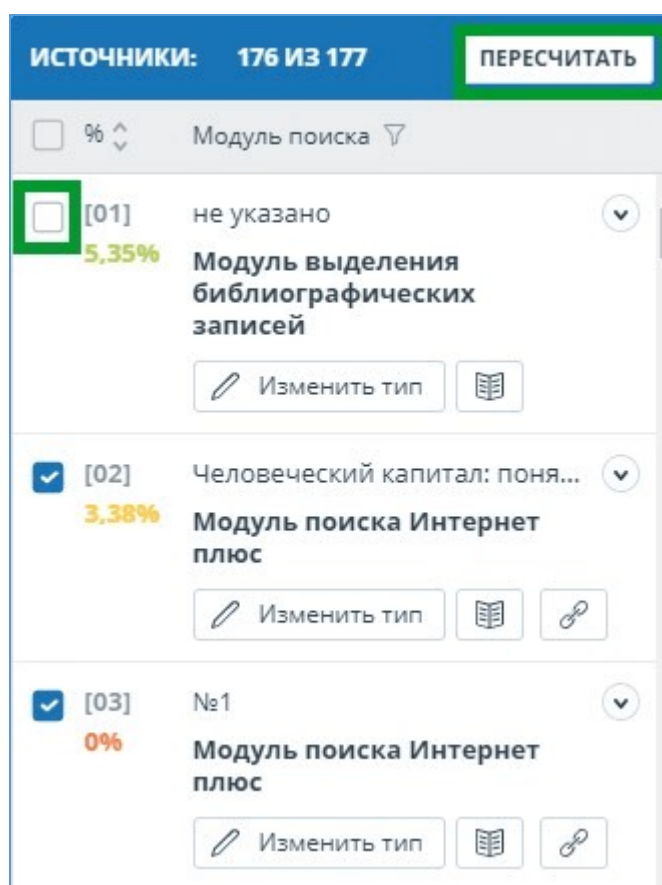 ИСТОЧНИКИ: 176 ИЗ 177 ПЕРЕСЧИТАТЬ
% Модуль поиска
[01] не указано
5,35% Модуль выделения
библиографических
записей
Изменить тип
[02] Человеческий капитал: поня...
3,38% Модуль поиска Интернет
плюс
Изменить тип
[03] №1
0% Модуль поиска Интернет
плюс
Изменить тип